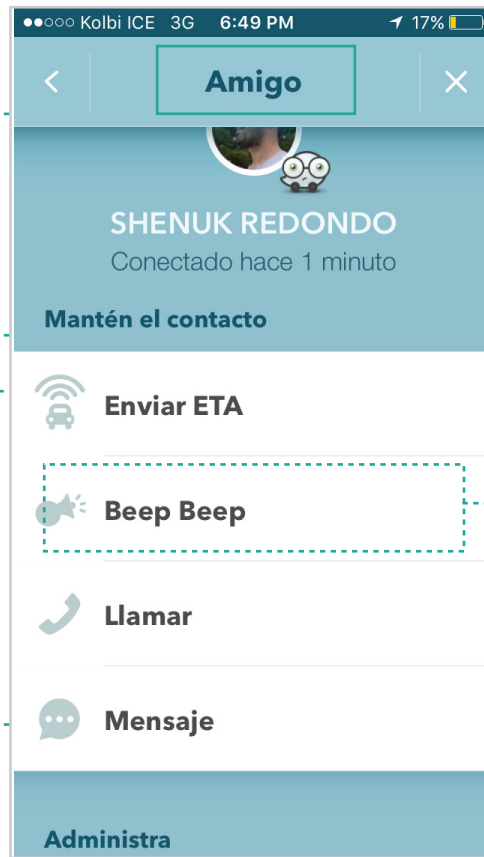 Kolbi ICE 3G 6:49 PM 17%
Amigo
SHENUK REDONDO
Conectado hace 1 minuto
Mantén el contacto
Enviar ETA
Beep Beep
Llamar
Mensaje
Administra